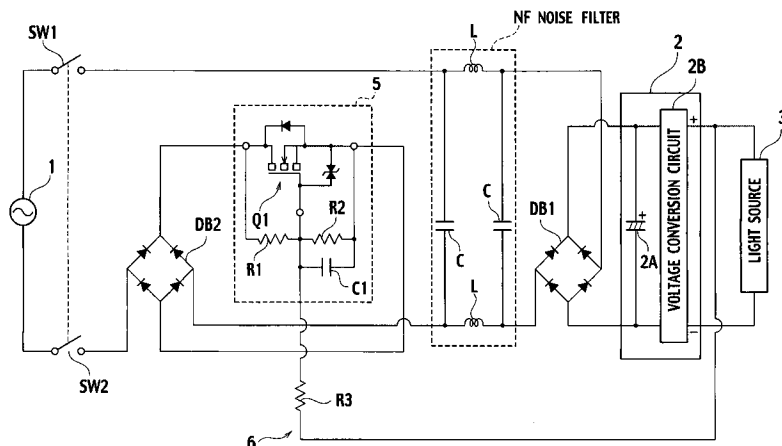 NF NOISE FILTER
SW1
L
2
2B
5
3
1
+
Q1
R2
DB2
R1
C
C
DB1
+
2A
VOLTAGE CONVERSION CIRCUIT
LIGHT SOURCE
C1
L
−
SW2
R3
6